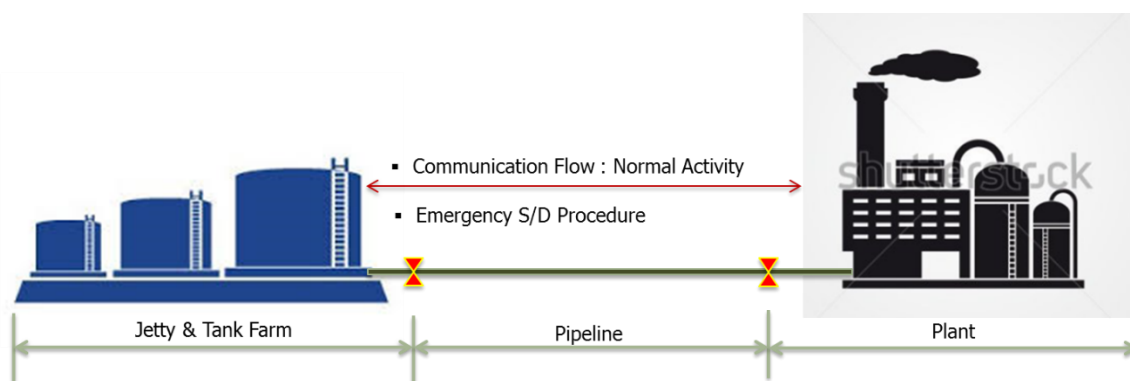 ▪ Communication Flow : Normal Activity
shutterstock
▪ Emergency S/D Procedure
Jetty & Tank Farm
Pipeline
Plant